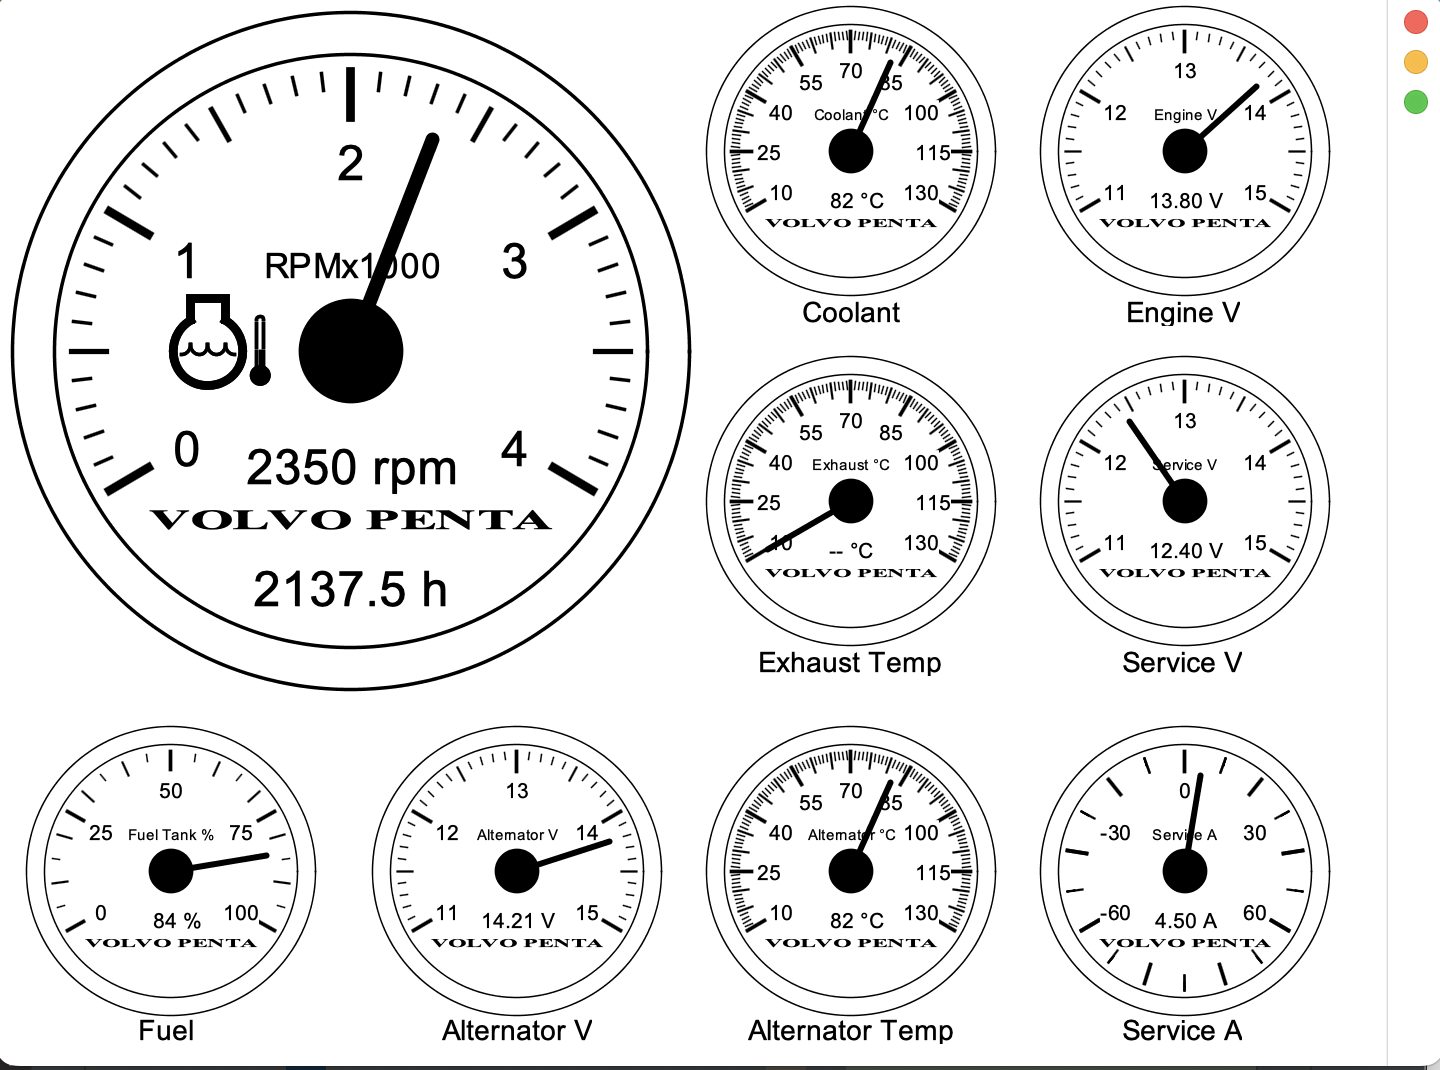 2
1
RPMx1000
3
0
2350 rpm
4
VOLVO PENTA
2137.5 h
70
55
85
40
Coolant °C
100
25
115
10
82 °C
130
VOLVO PENTA
Coolant
13
12
Engine V
14
11
13.80 V
15
VOLVO PENTA
Engine V
70
55
85
40
Exhaust °C
100
25
115
10
-- °C
130
VOLVO PENTA
Exhaust Temp
13
12
Service V
14
11
12.40 V
15
VOLVO PENTA
Service V
50
25
Fuel Tank %
75
0
84 %
100
VOLVO PENTA
Fuel
13
12
Alternator V
14
11
14.21 V
15
VOLVO PENTA
Alternator V
70
55
85
40
Alternator °C
100
25
115
10
82 °C
130
VOLVO PENTA
Alternator Temp
0
-30
Service A
30
-60
4.50 A
60
VOLVO PENTA
Service A